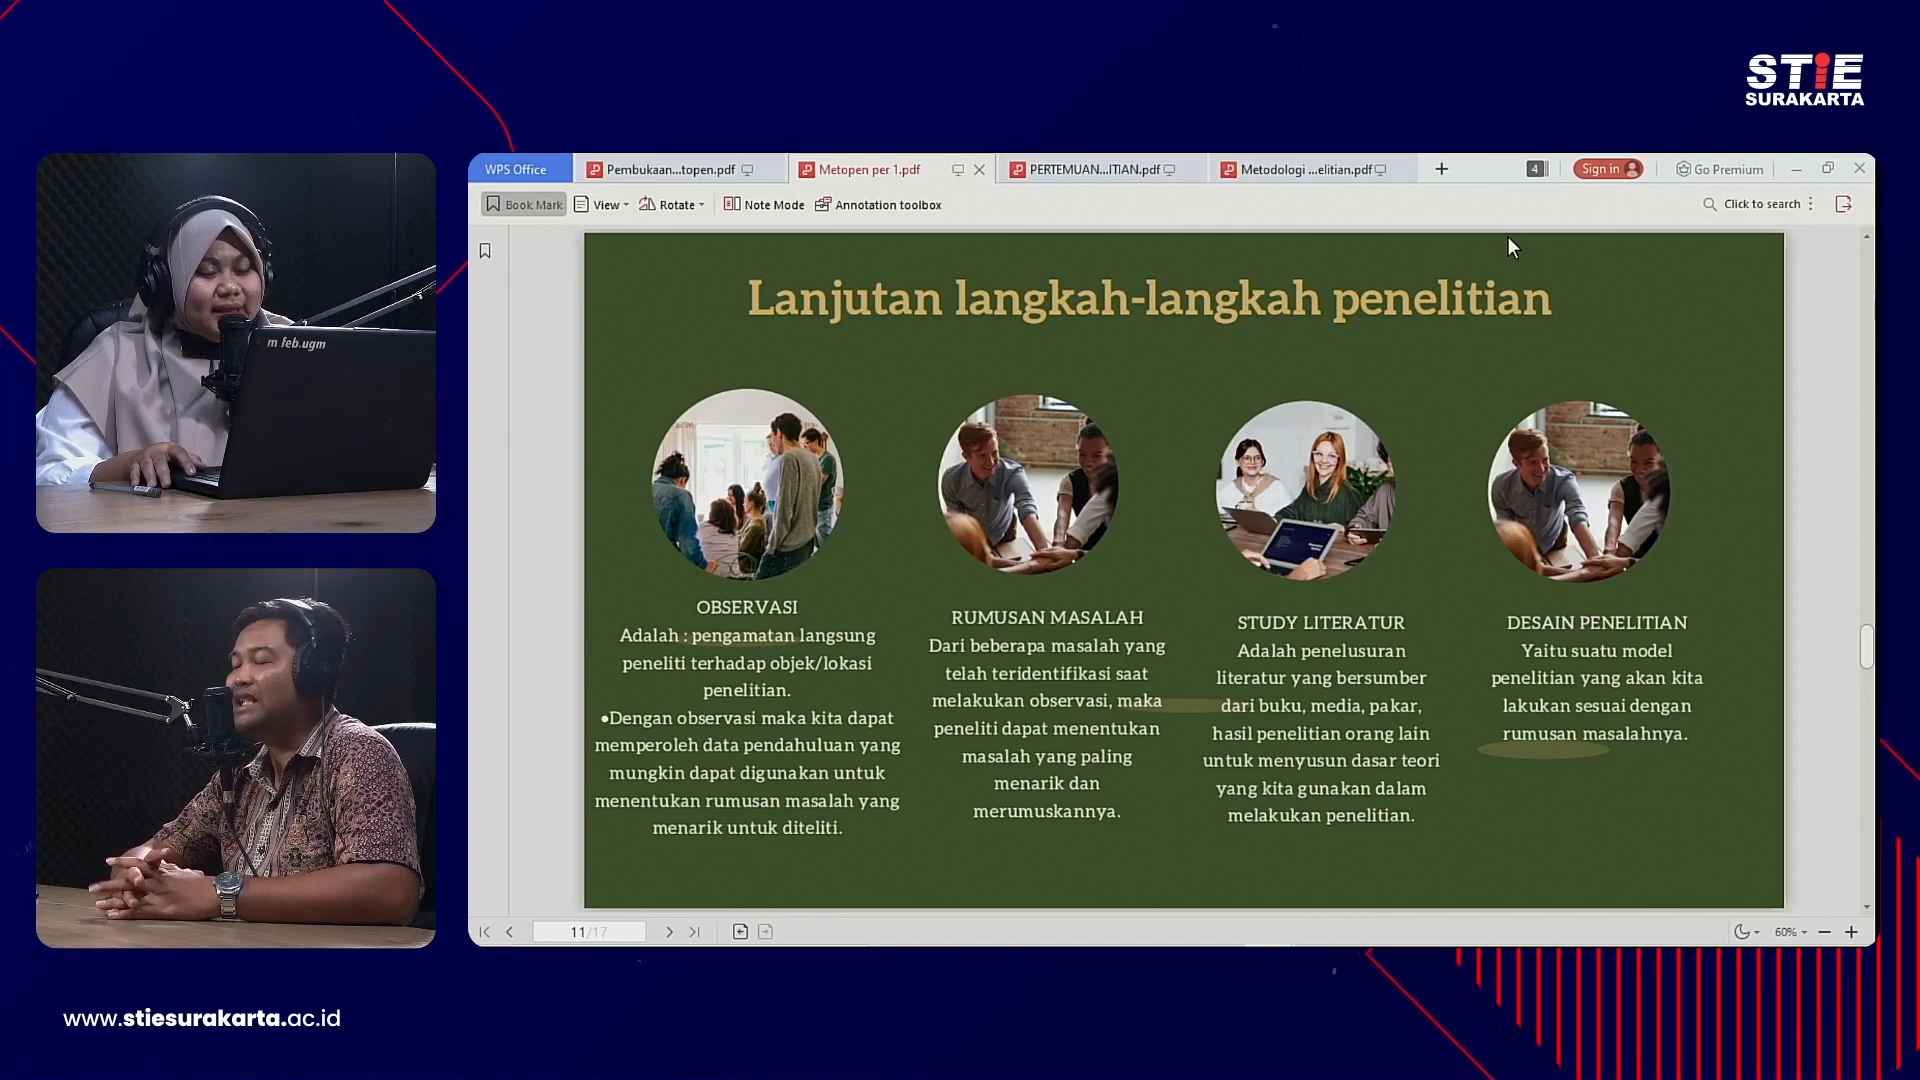 STiE
SURAKARTA
WPS Office
Pembukaan...topen.pdf
Metopen per 1.pdf
PERTEMUAN...ITIAN.pdf
Metodologi ...elitian.pdf
4
Sign in
Go Premium
Book Mark
View
Rotate
Note Mode
Annotation toolbox
Click to search
m feb.ugm
Lanjutan langkah-langkah penelitian
OBSERVASI
Adalah : pengamatan langsung
peneliti terhadap objek/lokasi
penelitian.
•Dengan observasi maka kita dapat
memperoleh data pendahuluan yang
mungkin dapat digunakan untuk
menentukan rumusan masalah yang
menarik untuk diteliti.
RUMUSAN MASALAH
Dari beberapa masalah yang
telah teridentifikasi saat
melakukan observasi, maka
peneliti dapat menentukan
masalah yang paling
menarik dan
merumuskannya.
STUDY LITERATUR
Adalah penelusuran
literatur yang bersumber
dari buku, media, pakar,
hasil penelitian orang lain
untuk menyusun dasar teori
yang kita gunakan dalam
melakukan penelitian.
DESAIN PENELITIAN
Yaitu suatu model
penelitian yang akan kita
lakukan sesuai dengan
rumusan masalahnya.
11/17
60%
www.stiesurakarta.ac.id